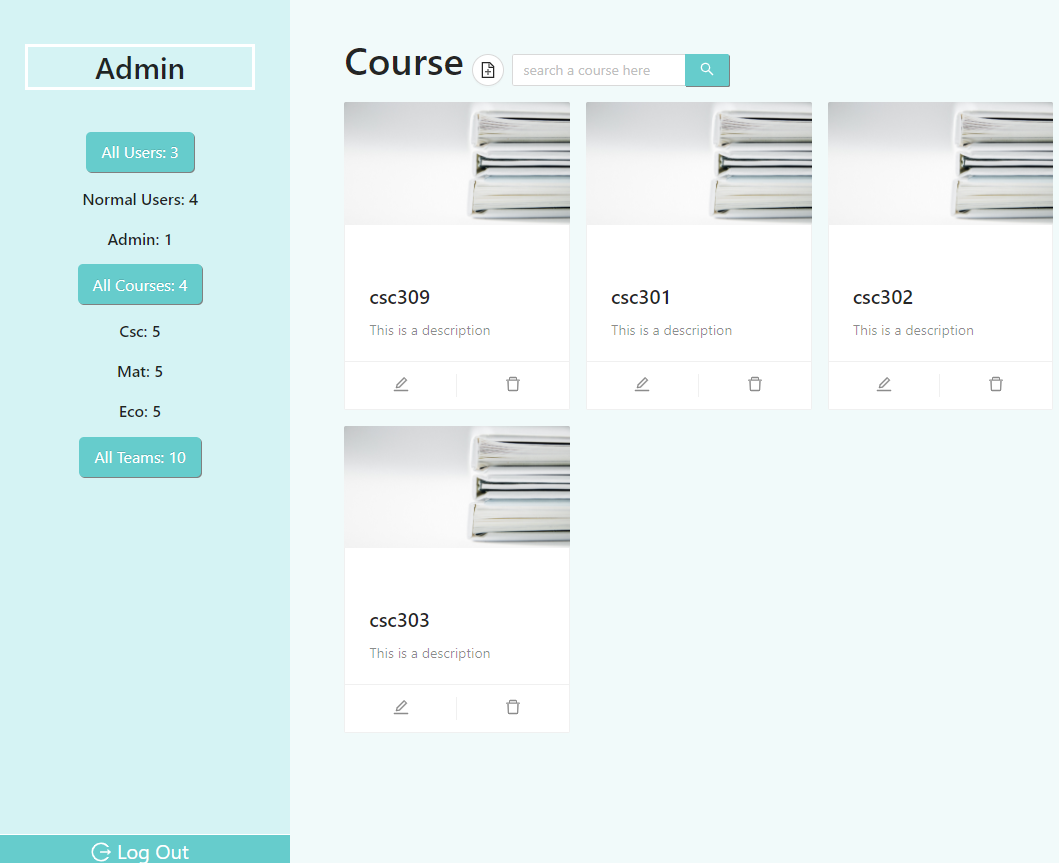 Admin
All Users: 3
Normal Users: 4
Admin: 1
All Courses: 4
Csc: 5
Mat: 5
Eco: 5
All Teams: 10
Log Out
Course
search a course here
csc309
This is a description
csc301
This is a description
csc302
This is a description
csc303
This is a description